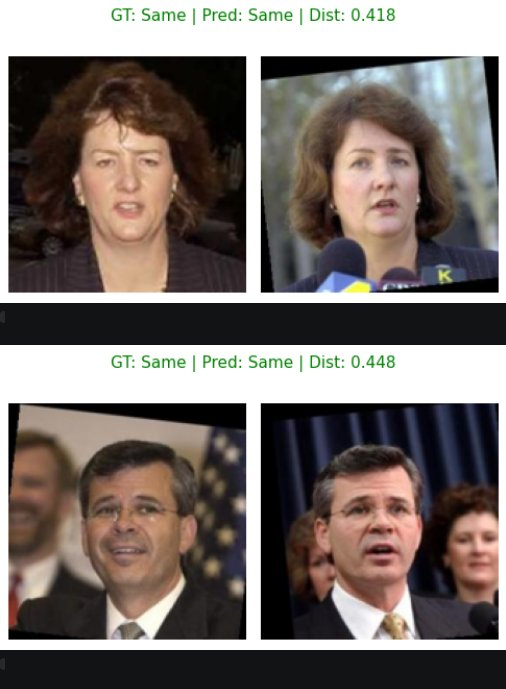 GT: Same | Pred: Same | Dist: 0.418
K
GT: Same | Pred: Same | Dist: 0.448